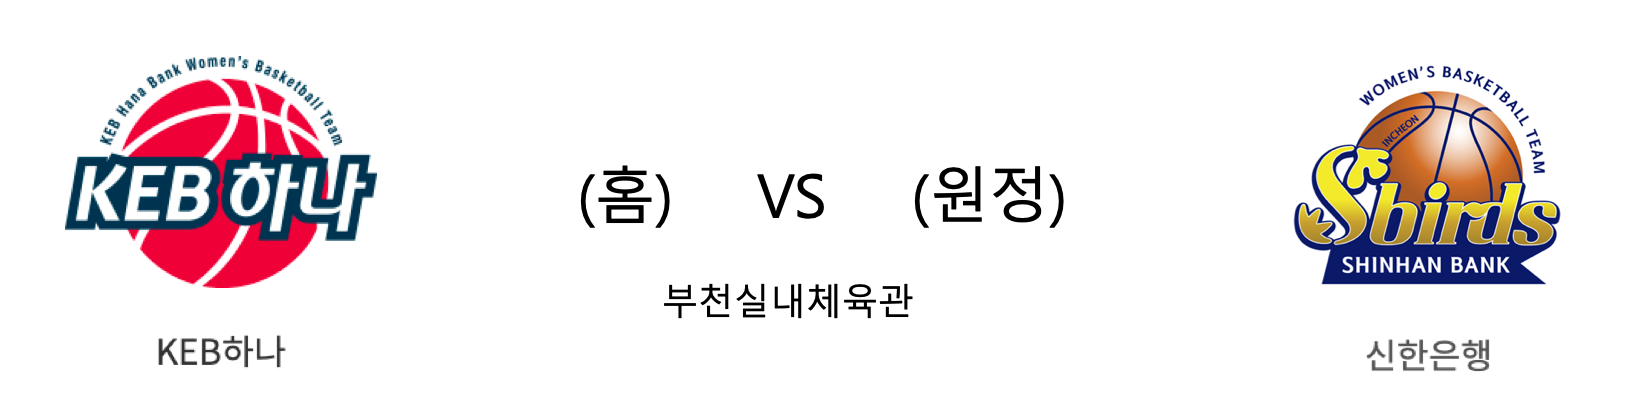 KEB Hana Bank Women's Basketball Team
KEB하나
KEB하나
(홈) VS (원정)
부천실내체육관
WOMEN'S BASKETBALL TEAM
INCHEON
Sbirds
SHINHAN BANK
신한은행